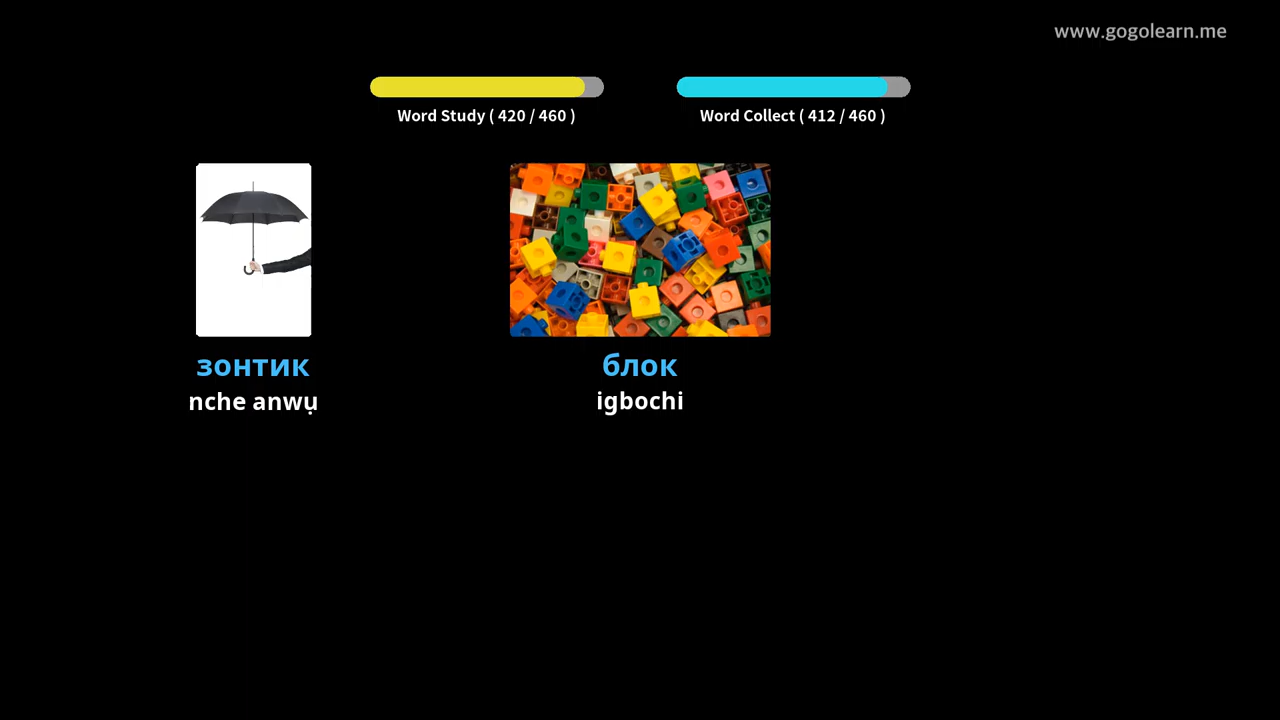 www.gogolearn.me
Word Study ( 420 / 460 )
Word Collect ( 412 / 460 )
зонтик
nche anwụ
блок
igbochi